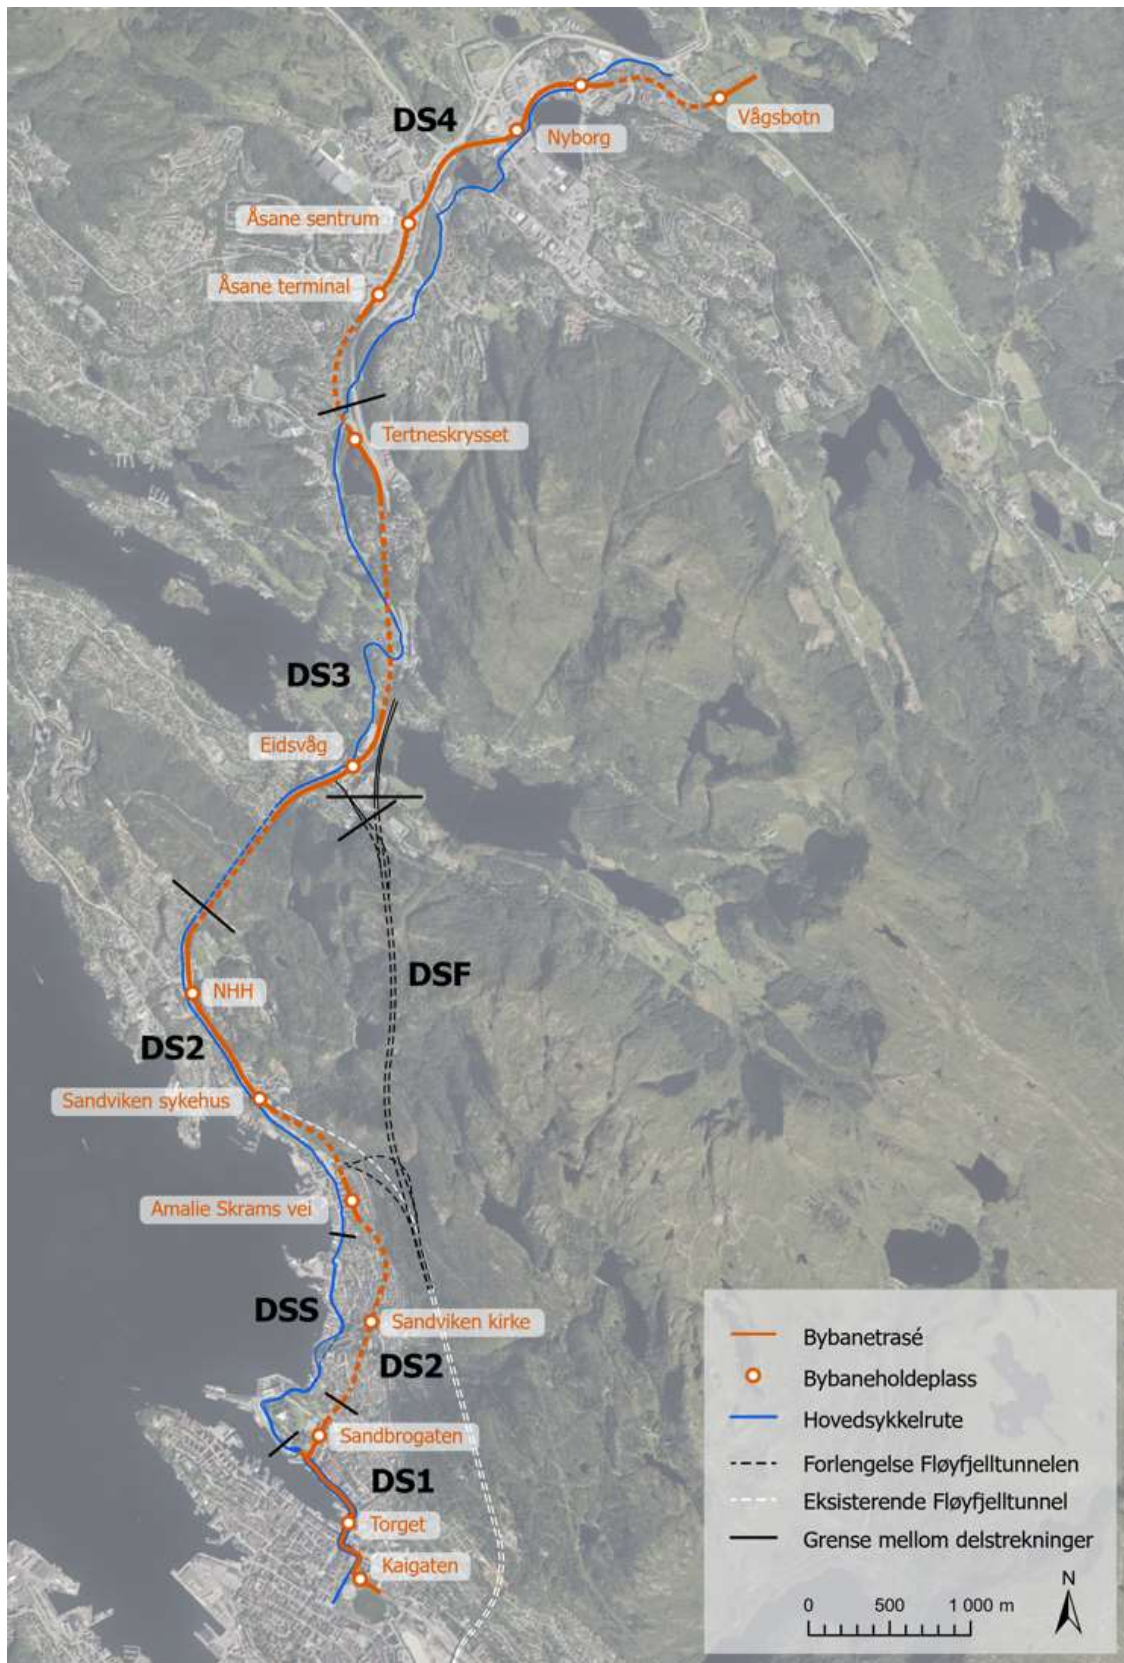 DS4
Vågsbotn
Nyborg
Åsane sentrum
Åsane terminal
Tertneskrysset
DS3
Eidsvåg
DSF
NHH
DS2
Sandviken sykehus
Amalie Skrams vei
DSS
Sandviken kirke
DS2
Sandbrogaten
DS1
Torget
Kaigaten
Bybanetrasé
Bybaneholdeplass
Hovedsykkelrute
Forlengelse Fløyfjelltunnelen
Eksisterende Fløyfjelltunnel
Grense mellom delstrekninger
N
0 500 1 000 m